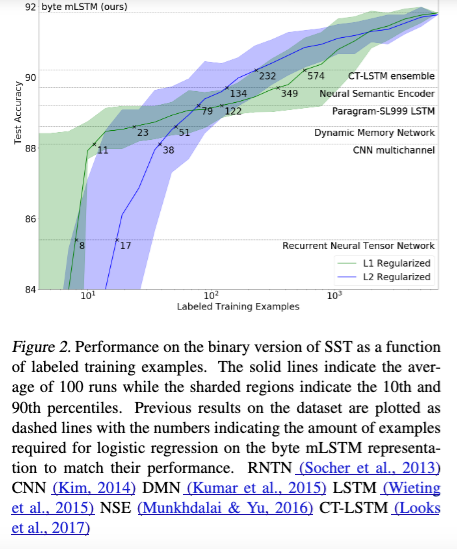 92
byte mLSTM (ours)
Test Accuracy
90
88
86
84
232
574
CT-LSTM ensemble
134
349
Neural Semantic Encoder
79
122
Paragram-SL999 LSTM
23
51
Dynamic Memory Network
11
38
CNN multichannel
8
17
Recurrent Neural Tensor Network
L1 Regularized
L2 Regularized
10¹
10²
10³
Labeled Training Examples
Figure 2. Performance on the binary version of SST as a function
of labeled training examples. The solid lines indicate the aver-
age of 100 runs while the sharded regions indicate the 10th and
90th percentiles. Previous results on the dataset are plotted as
dashed lines with the numbers indicating the amount of examples
required for logistic regression on the byte mLSTM representa-
tion to match their performance. RNTN (Socher et al., 2013)
CNN (Kim, 2014) DMN (Kumar et al., 2015) LSTM (Wieting
et al., 2015) NSE (Munkhdalai & Yu, 2016) CT-LSTM (Looks
et al., 2017)